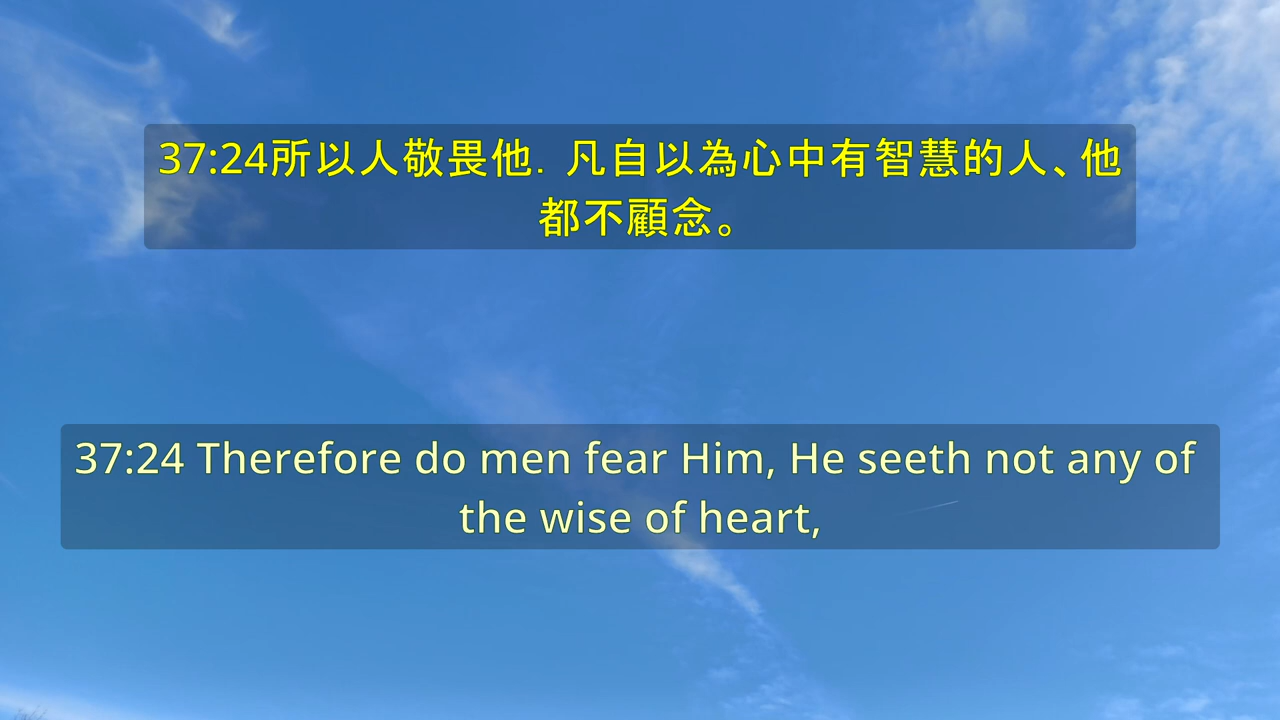 37:24所以人敬畏他．凡自以為心中有智慧的人、他
都不顧念。
37:24 Therefore do men fear Him, He seeth not any of
the wise of heart,